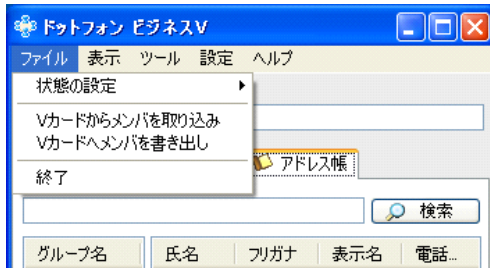 ドットフォン ビジネスV
ファイル 表示 ツール 設定 ヘルプ
状態の設定
Vカードからメンバを取り込み
Vカードへメンバを書き出し
終了
アドレス帳
検索
グループ名 氏名 フリガナ 表示名 電話...